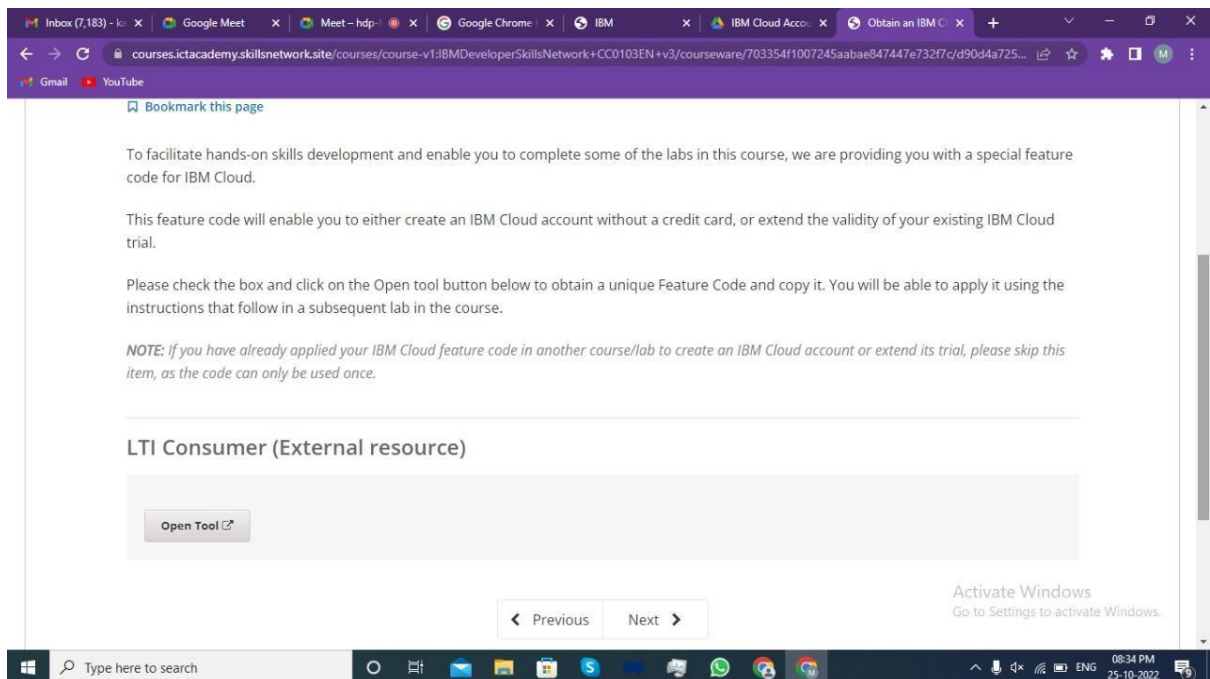 Inbox (7,183) - ka
Google Meet
Meet – hdp-
Google Chrome
IBM
IBM Cloud Accou
Obtain an IBM Cl
courses.ictacademy.skillsnetwork.site/courses/course-v1:IBMDeveloperSkillsNetwork+CC0103EN+v3/courseware/703354f1007245aabae847447e732f7c/d90d4a725...
M
Gmail
YouTube
Bookmark this page
To facilitate hands-on skills development and enable you to complete some of the labs in this course, we are providing you with a special feature
code for IBM Cloud.
This feature code will enable you to either create an IBM Cloud account without a credit card, or extend the validity of your existing IBM Cloud
trial.
Please check the box and click on the Open tool button below to obtain a unique Feature Code and copy it. You will be able to apply it using the
instructions that follow in a subsequent lab in the course.
NOTE: If you have already applied your IBM Cloud feature code in another course/lab to create an IBM Cloud account or extend its trial, please skip this
item, as the code can only be used once.
LTI Consumer (External resource)
Open Tool
Previous
Next
Activate Windows
Go to Settings to activate Windows.
Type here to search
ENG
08:34 PM
25-10-2022